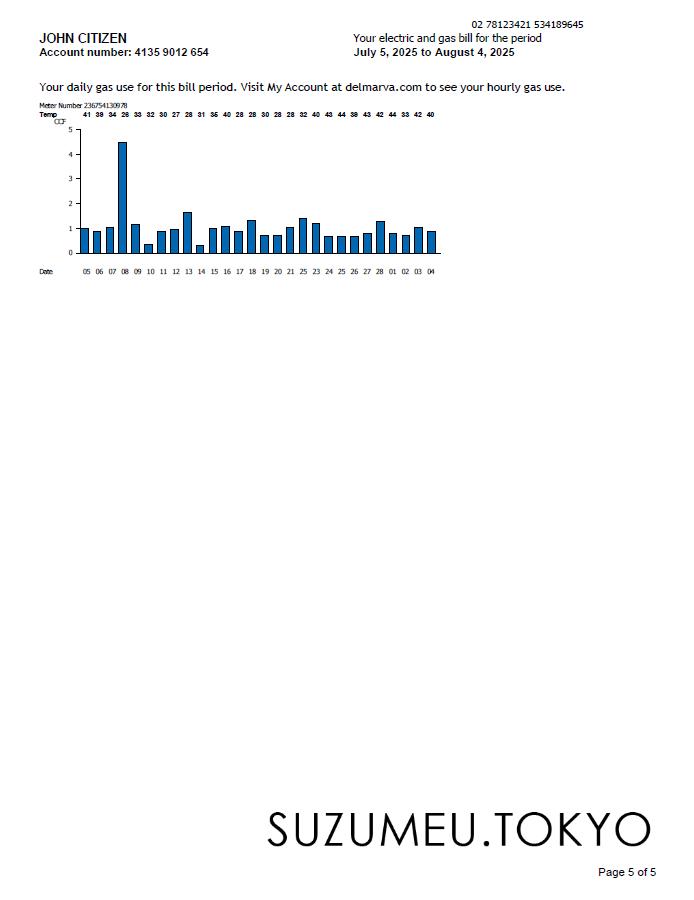 02 78123421 534189645
JOHN CITIZEN
Your electric and gas bill for the period
Account number: 4135 9012 654
July 5, 2025 to August 4, 2025
Your daily gas use for this bill period. Visit My Account at delmarva.com to see your hourly gas use.
Meter Number 236754130978
Temp 41 39 34 26 33 32 30 27 28 31 35 40 28 28 30 28 28 32 40 43 44 39 43 42 44 33 42 40
CCF
5
4
3
2
1
0
Date 05 06 07 08 09 10 11 12 13 14 15 16 17 18 19 20 21 25 23 24 25 26 27 28 01 02 03 04
SUZUMEU.TOKYO
Page 5 of 5